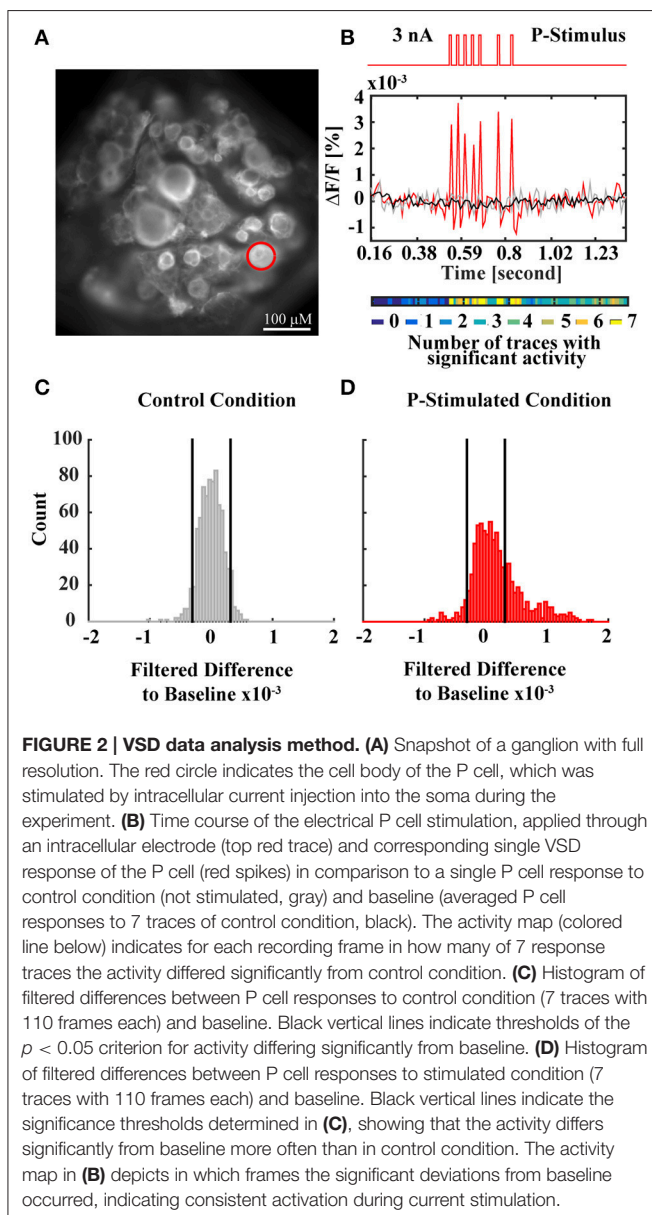 A
B
3 nA
P-Stimulus
x10-3
4
3
2
1
0
-1
ΔF/F [%]
0.16 0.38 0.59 0.8 1.02 1.23
Time [second]
0 1 2 3 4 5 6 7
Number of traces with
significant activity
100 µM
C
D
Control Condition
P-Stimulated Condition
100
80
60
40
20
0
Count
-2 -1 0 1 2
-2 -1 0 1 2
Filtered Difference
to Baseline x10-3
Filtered Difference
to Baseline x10-3
FIGURE 2 | VSD data analysis method. (A) Snapshot of a ganglion with full
resolution. The red circle indicates the cell body of the P cell, which was
stimulated by intracellular current injection into the soma during the
experiment. (B) Time course of the electrical P cell stimulation, applied through
an intracellular electrode (top red trace) and corresponding single VSD
response of the P cell (red spikes) in comparison to a single P cell response to
control condition (not stimulated, gray) and baseline (averaged P cell
responses to 7 traces of control condition, black). The activity map (colored
line below) indicates for each recording frame in how many of 7 response
traces the activity differed significantly from control condition. (C) Histogram of
filtered differences between P cell responses to control condition (7 traces with
110 frames each) and baseline. Black vertical lines indicate thresholds of the
p < 0.05 criterion for activity differing significantly from baseline. (D) Histogram
of filtered differences between P cell responses to stimulated condition (7
traces with 110 frames each) and baseline. Black vertical lines indicate the
significance thresholds determined in (C), showing that the activity differs
significantly from baseline more often than in control condition. The activity
map in (B) depicts in which frames the significant deviations from baseline
occurred, indicating consistent activation during current stimulation.